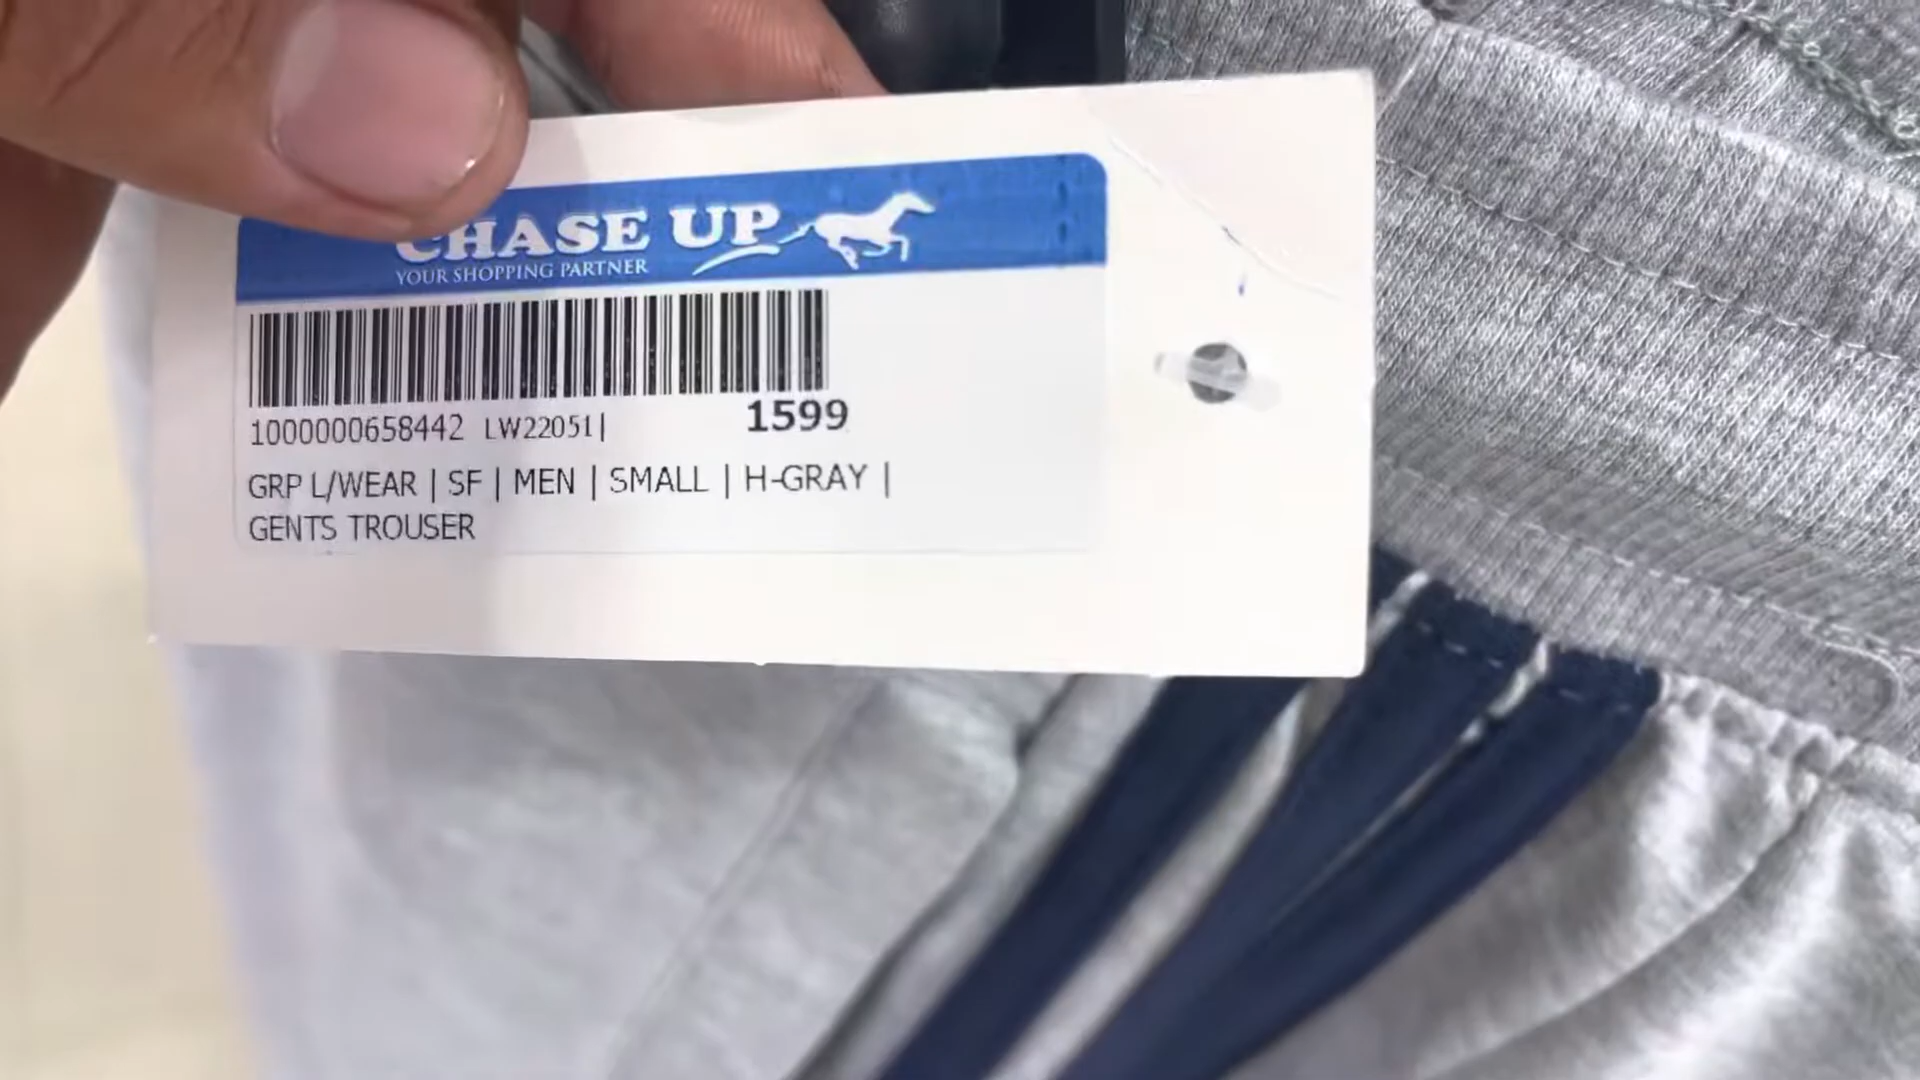 CHASE UP
YOUR SHOPPING PARTNER
1000000658442 LW22051| 1599
GRP L/WEAR | SF | MEN | SMALL | H-GRAY |
GENTS TROUSER